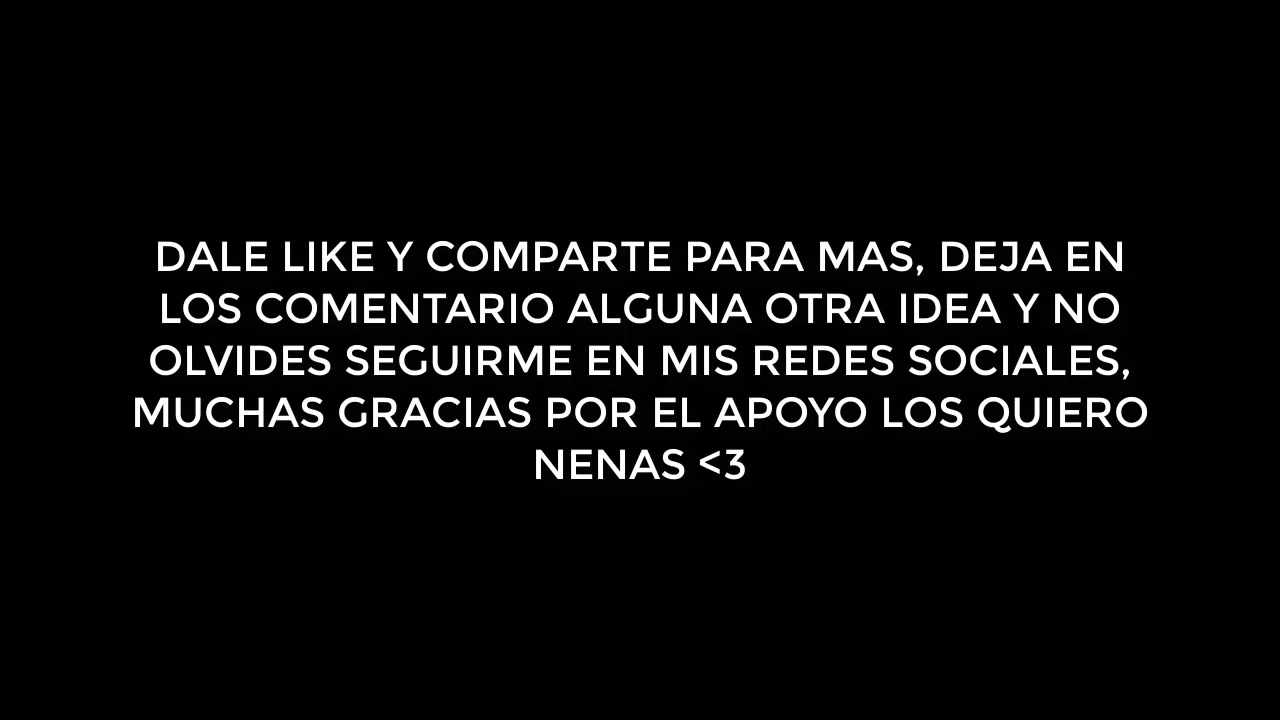 DALE LIKE Y COMPARTE PARA MAS, DEJA EN
LOS COMENTARIO ALGUNA OTRA IDEA Y NO
OLVIDES SEGUIRME EN MIS REDES SOCIALES,
MUCHAS GRACIAS POR EL APOYO LOS QUIERO
NENAS <3